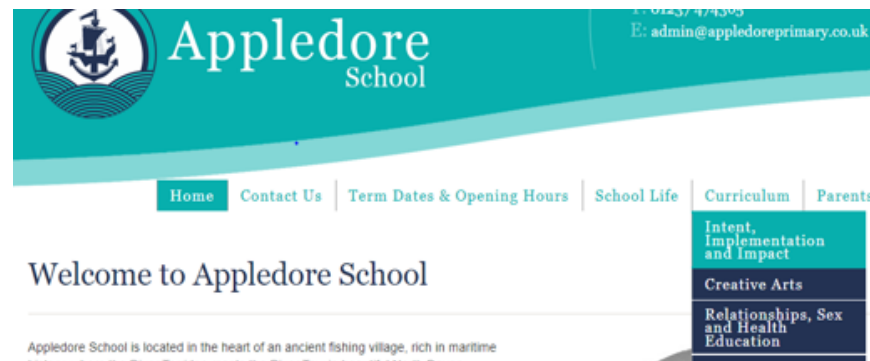 T: 01237 474365
E: admin@appledoreprimary.co.uk
Appledore
School
Home Contact Us Term Dates & Opening Hours School Life Curriculum Parents
Intent,
Implementation
and Impact
Creative Arts
Relationships, Sex
and Health
Education
Welcome to Appledore School
Appledore School is located in the heart of an ancient fishing village, rich in maritime